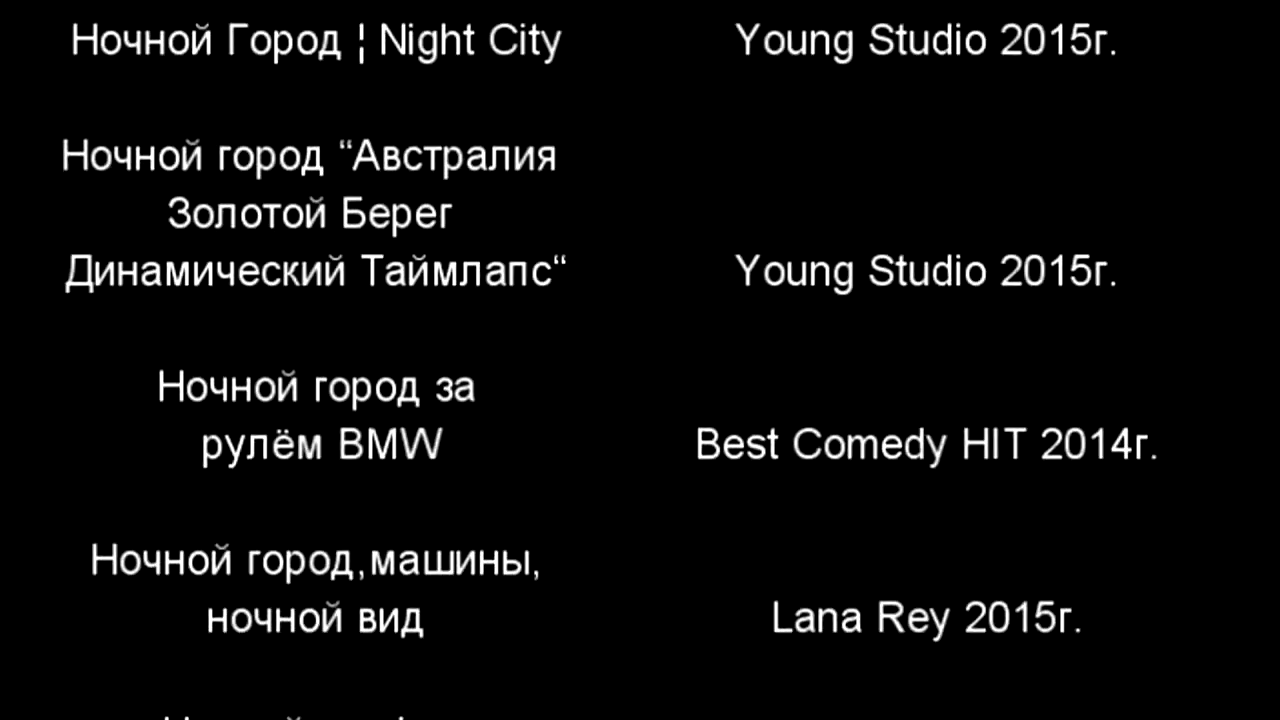 Ночной Город ¦ Night City Young Studio 2015г.
Ночной город “Австралия
Золотой Берег
Динамический Таймлапс“ Young Studio 2015г.
Ночной город за
рулём BMW Best Comedy HIT 2014г.
Ночной город,машины,
ночной вид Lana Rey 2015г.